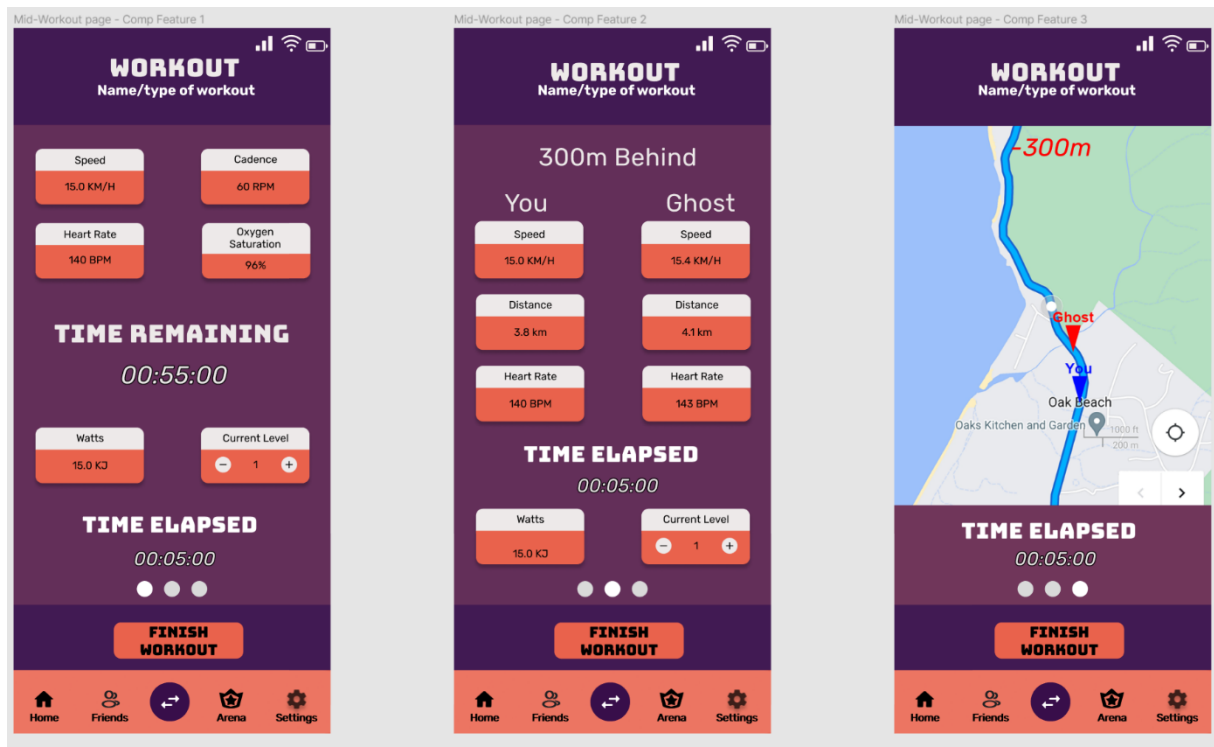 Mid-Workout page - Comp Feature 1
WORKOUT
Name/type of workout
Speed
15.0 KM/H
Cadence
60 RPM
Heart Rate
140 BPM
Oxygen
Saturation
96%
TIME REMAINING
00:55:00
Watts
15.0 KJ
Current Level
− 1 +
TIME ELAPSED
00:05:00
FINISH
WORKOUT
Home
Friends
Arena
Settings
Mid-Workout page - Comp Feature 2
WORKOUT
Name/type of workout
300m Behind
You
Ghost
Speed
15.0 KM/H
Speed
15.4 KM/H
Distance
3.8 km
Distance
4.1 km
Heart Rate
140 BPM
Heart Rate
143 BPM
TIME ELAPSED
00:05:00
Watts
15.0 KJ
Current Level
− 1 +
FINISH
WORKOUT
Home
Friends
Arena
Settings
Mid-Workout page - Comp Feature 3
WORKOUT
Name/type of workout
-300m
Ghost
You
Oak Beach
Oaks Kitchen and Garden
1000 ft
200 m
TIME ELAPSED
00:05:00
FINISH
WORKOUT
Home
Friends
Arena
Settings